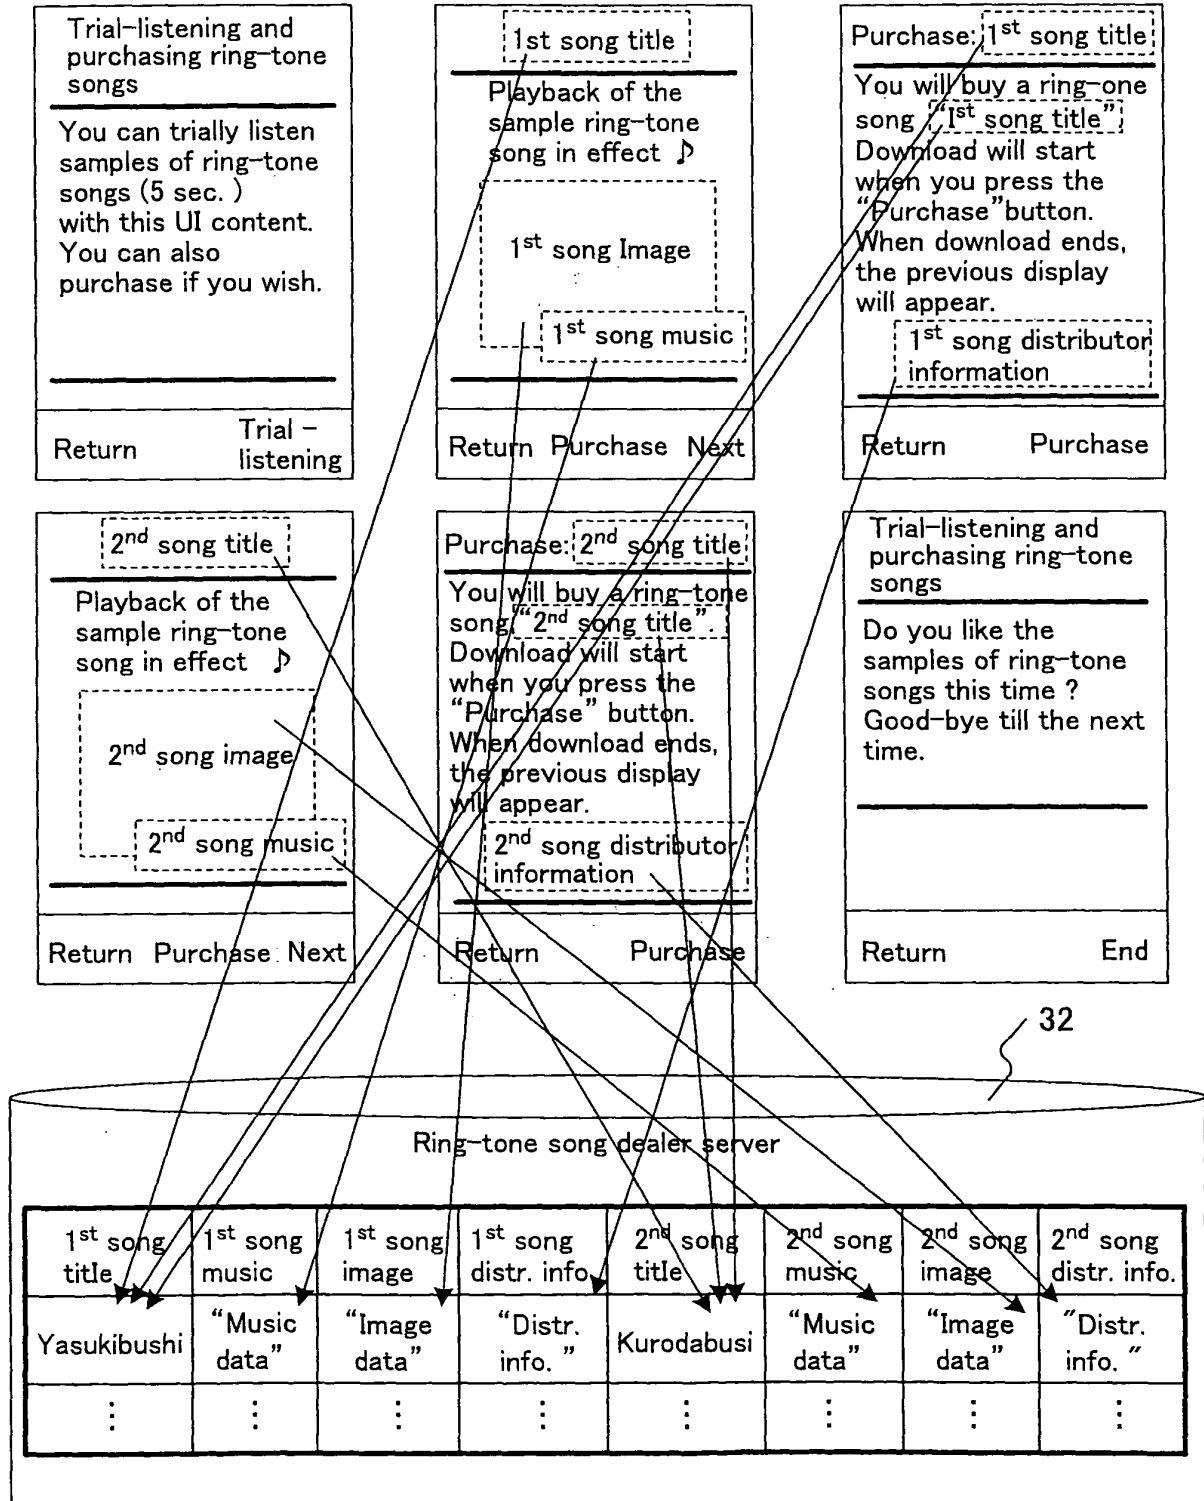 Trial-listening and
purchasing ring-tone
songs
You can trially listen
samples of ring-tone
songs (5 sec. )
with this UI content.
You can also
purchase if you wish.
Return
Trial -
listening
1st song title
Playback of the
sample ring-tone
song in effect ♪
1st song Image
1st song music
Return Purchase Next
Purchase: 1st song title
You will buy a ring-one
song "1st song title"
Download will start
when you press the
"Purchase"button.
When download ends,
the previous display
will appear.
1st song distributor
information
Return Purchase
2nd song title
Playback of the
sample ring-tone
song in effect ♪
2nd song image
2nd song music
Return Purchase Next
Purchase: 2nd song title
You will buy a ring-tone
song "2nd song title".
Download will start
when you press the
"Purchase" button.
When download ends,
the previous display
will appear.
2nd song distributor
information
Return Purchase
Trial-listening and
purchasing ring-tone
songs
Do you like the
samples of ring-tone
songs this time ?
Good-bye till the next
time.
Return End
32
Ring-tone song dealer server
1st song
title
1st song
music
1st song
image
1st song
distr. info.
2nd song
title
2nd song
music
2nd song
image
2nd song
distr. info.
Yasukibushi
"Music
data"
"Image
data"
"Distr.
info. "
Kurodabusi
"Music
data"
"Image
data"
"Distr.
info. "
⋮ ⋮ ⋮ ⋮ ⋮ ⋮ ⋮ ⋮